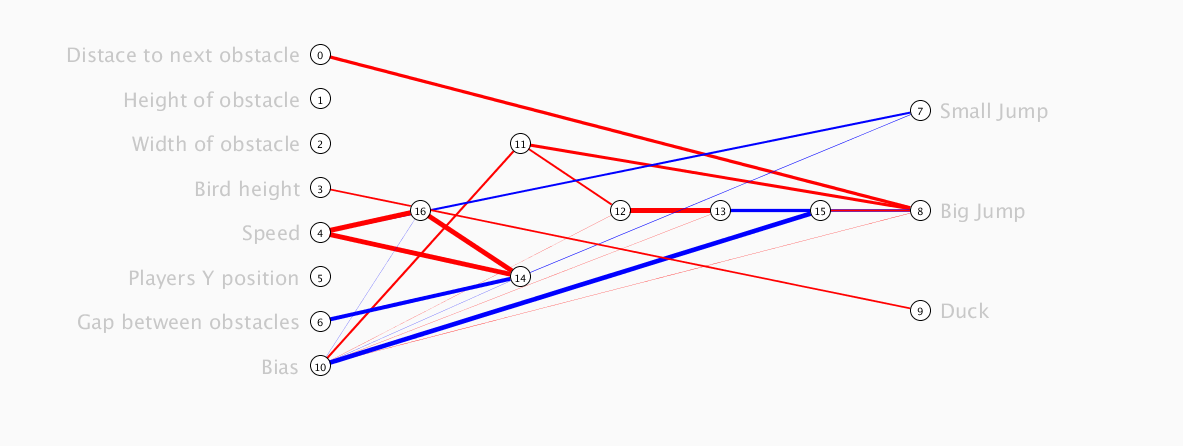 Distace to next obstacle 0
Height of obstacle 1
7 Small Jump
Width of obstacle 2
11
Bird height 3
16
12
13
15
8 Big Jump
Speed 4
Players Y position 5
14
9 Duck
Gap between obstacles 6
Bias 10